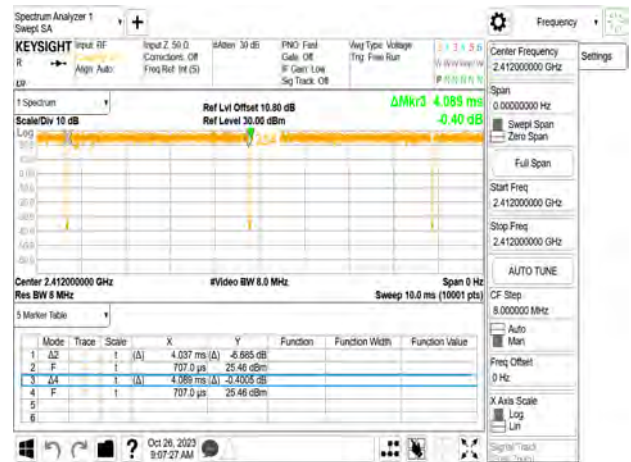 Spectrum Analyzer 1
Swept SA
Frequency
KEYSIGHT Input: RF
Input Z: 50 Ω
#Atten: 30 dB
PNO: Fast
Avg Type: Voltage
R
Align: Auto
Corrections: Off
Gate: Off
Trig: Free Run
Freq Ref: Int (S)
IF Gain: Low
Sig Track: Off
Settings
Center Frequency
2.412000000 GHz
Span
0.00000000 Hz
Swept Span
Zero Span
Full Span
Start Freq
2.412000000 GHz
Stop Freq
2.412000000 GHz
AUTO TUNE
CF Step
8.000000 MHz
Auto
Man
Freq Offset
0 Hz
X Axis Scale
Log
Lin
Signal Track
1 Spectrum
Scale/Div 10 dB
Ref Lvl Offset 10.80 dB
Ref Level 30.00 dBm
ΔMkr3 4.089 ms
-0.40 dB
Log
Center 2.412000000 GHz
Res BW 8 MHz
#Video BW 8.0 MHz
Span 0 Hz
Sweep 10.0 ms (10001 pts)
5 Marker Table
Mode Trace Scale X Y Function Function Width Function Value
1 Δ2 t (Δ) 4.037 ms (Δ) -6.665 dB
2 F t 707.0 µs 25.46 dBm
3 Δ4 t (Δ) 4.089 ms (Δ) -0.4005 dB
4 F t 707.0 µs 25.46 dBm
5
6
Oct 26, 2023
9:07:27 AM